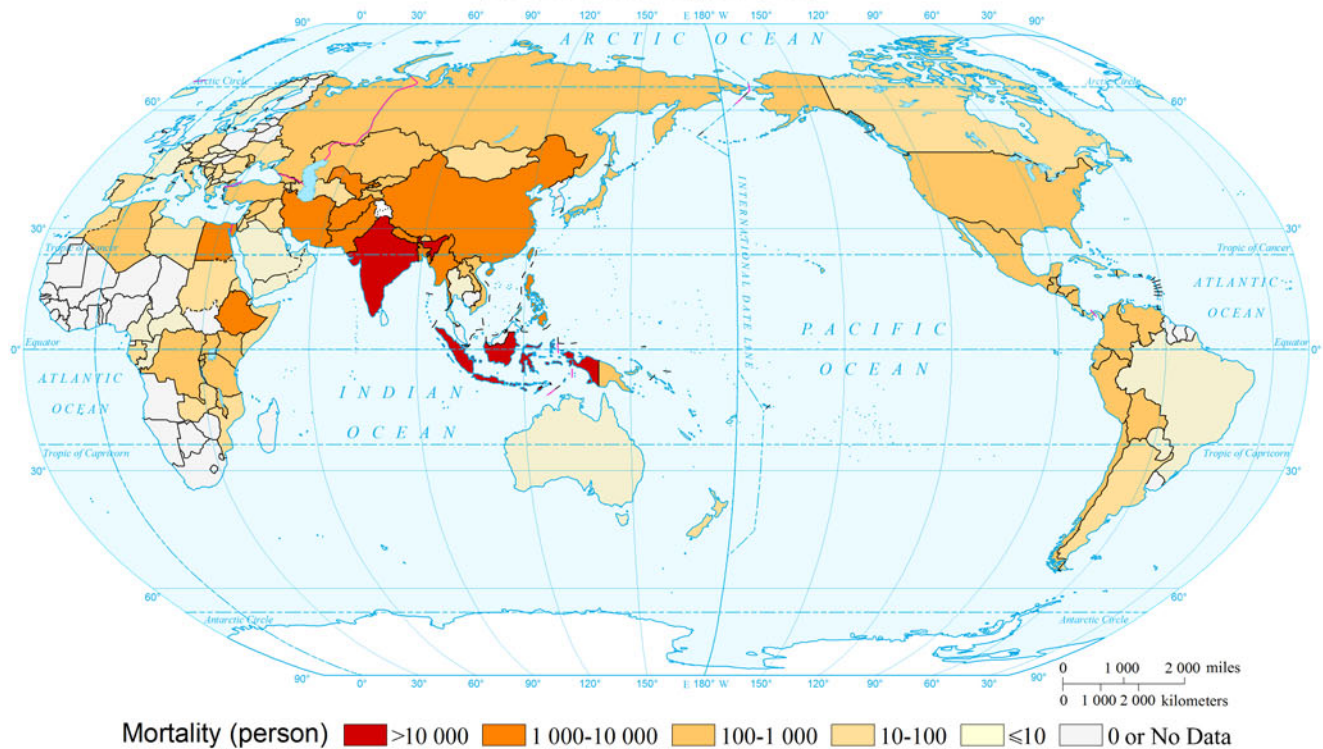 90° 0° 30° 60° 90° 120° 150° E 180° W 150° 120° 90° 60° 30° 90°
ARCTIC OCEAN
Arctic Circle
Arctic Circle
60°
60°
30°
30°
Tropic of Cancer
Tropic of Cancer
INTERNATIONAL DATE LINE
ATLANTIC
OCEAN
PACIFIC
OCEAN
0°
Equator
Equator
0°
ATLANTIC
OCEAN
INDIAN
OCEAN
Tropic of Capricorn
Tropic of Capricorn
30°
30°
60°
60°
Antarctic Circle
Antarctic Circle
90° 0° 30° 60° 90° 120° 150° E 180° W 150° 120° 90° 60° 30° 90°
0 1 000 2 000 miles
0 1 000 2 000 kilometers
Mortality (person) >10 000 1 000-10 000 100-1 000 10-100 ⩽10 0 or No Data